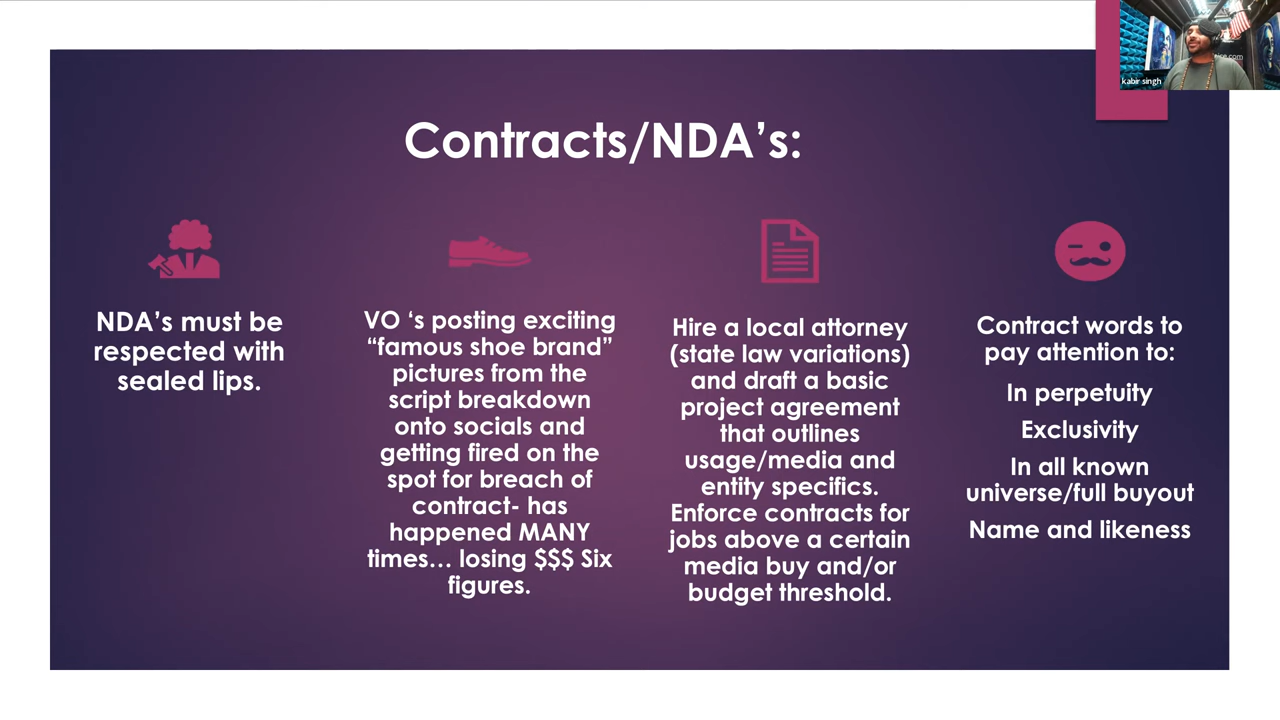 Contracts/NDA’s:
NDA’s must be
respected with
sealed lips.
VO ‘s posting exciting
“famous shoe brand”
pictures from the
script breakdown
onto socials and
getting fired on the
spot for breach of
contract- has
happened MANY
times... losing $$$ Six
figures.
Hire a local attorney
(state law variations)
and draft a basic
project agreement
that outlines
usage/media and
entity specifics.
Enforce contracts for
jobs above a certain
media buy and/or
budget threshold.
Contract words to
pay attention to:
In perpetuity
Exclusivity
In all known
universe/full buyout
Name and likeness
kabir singh